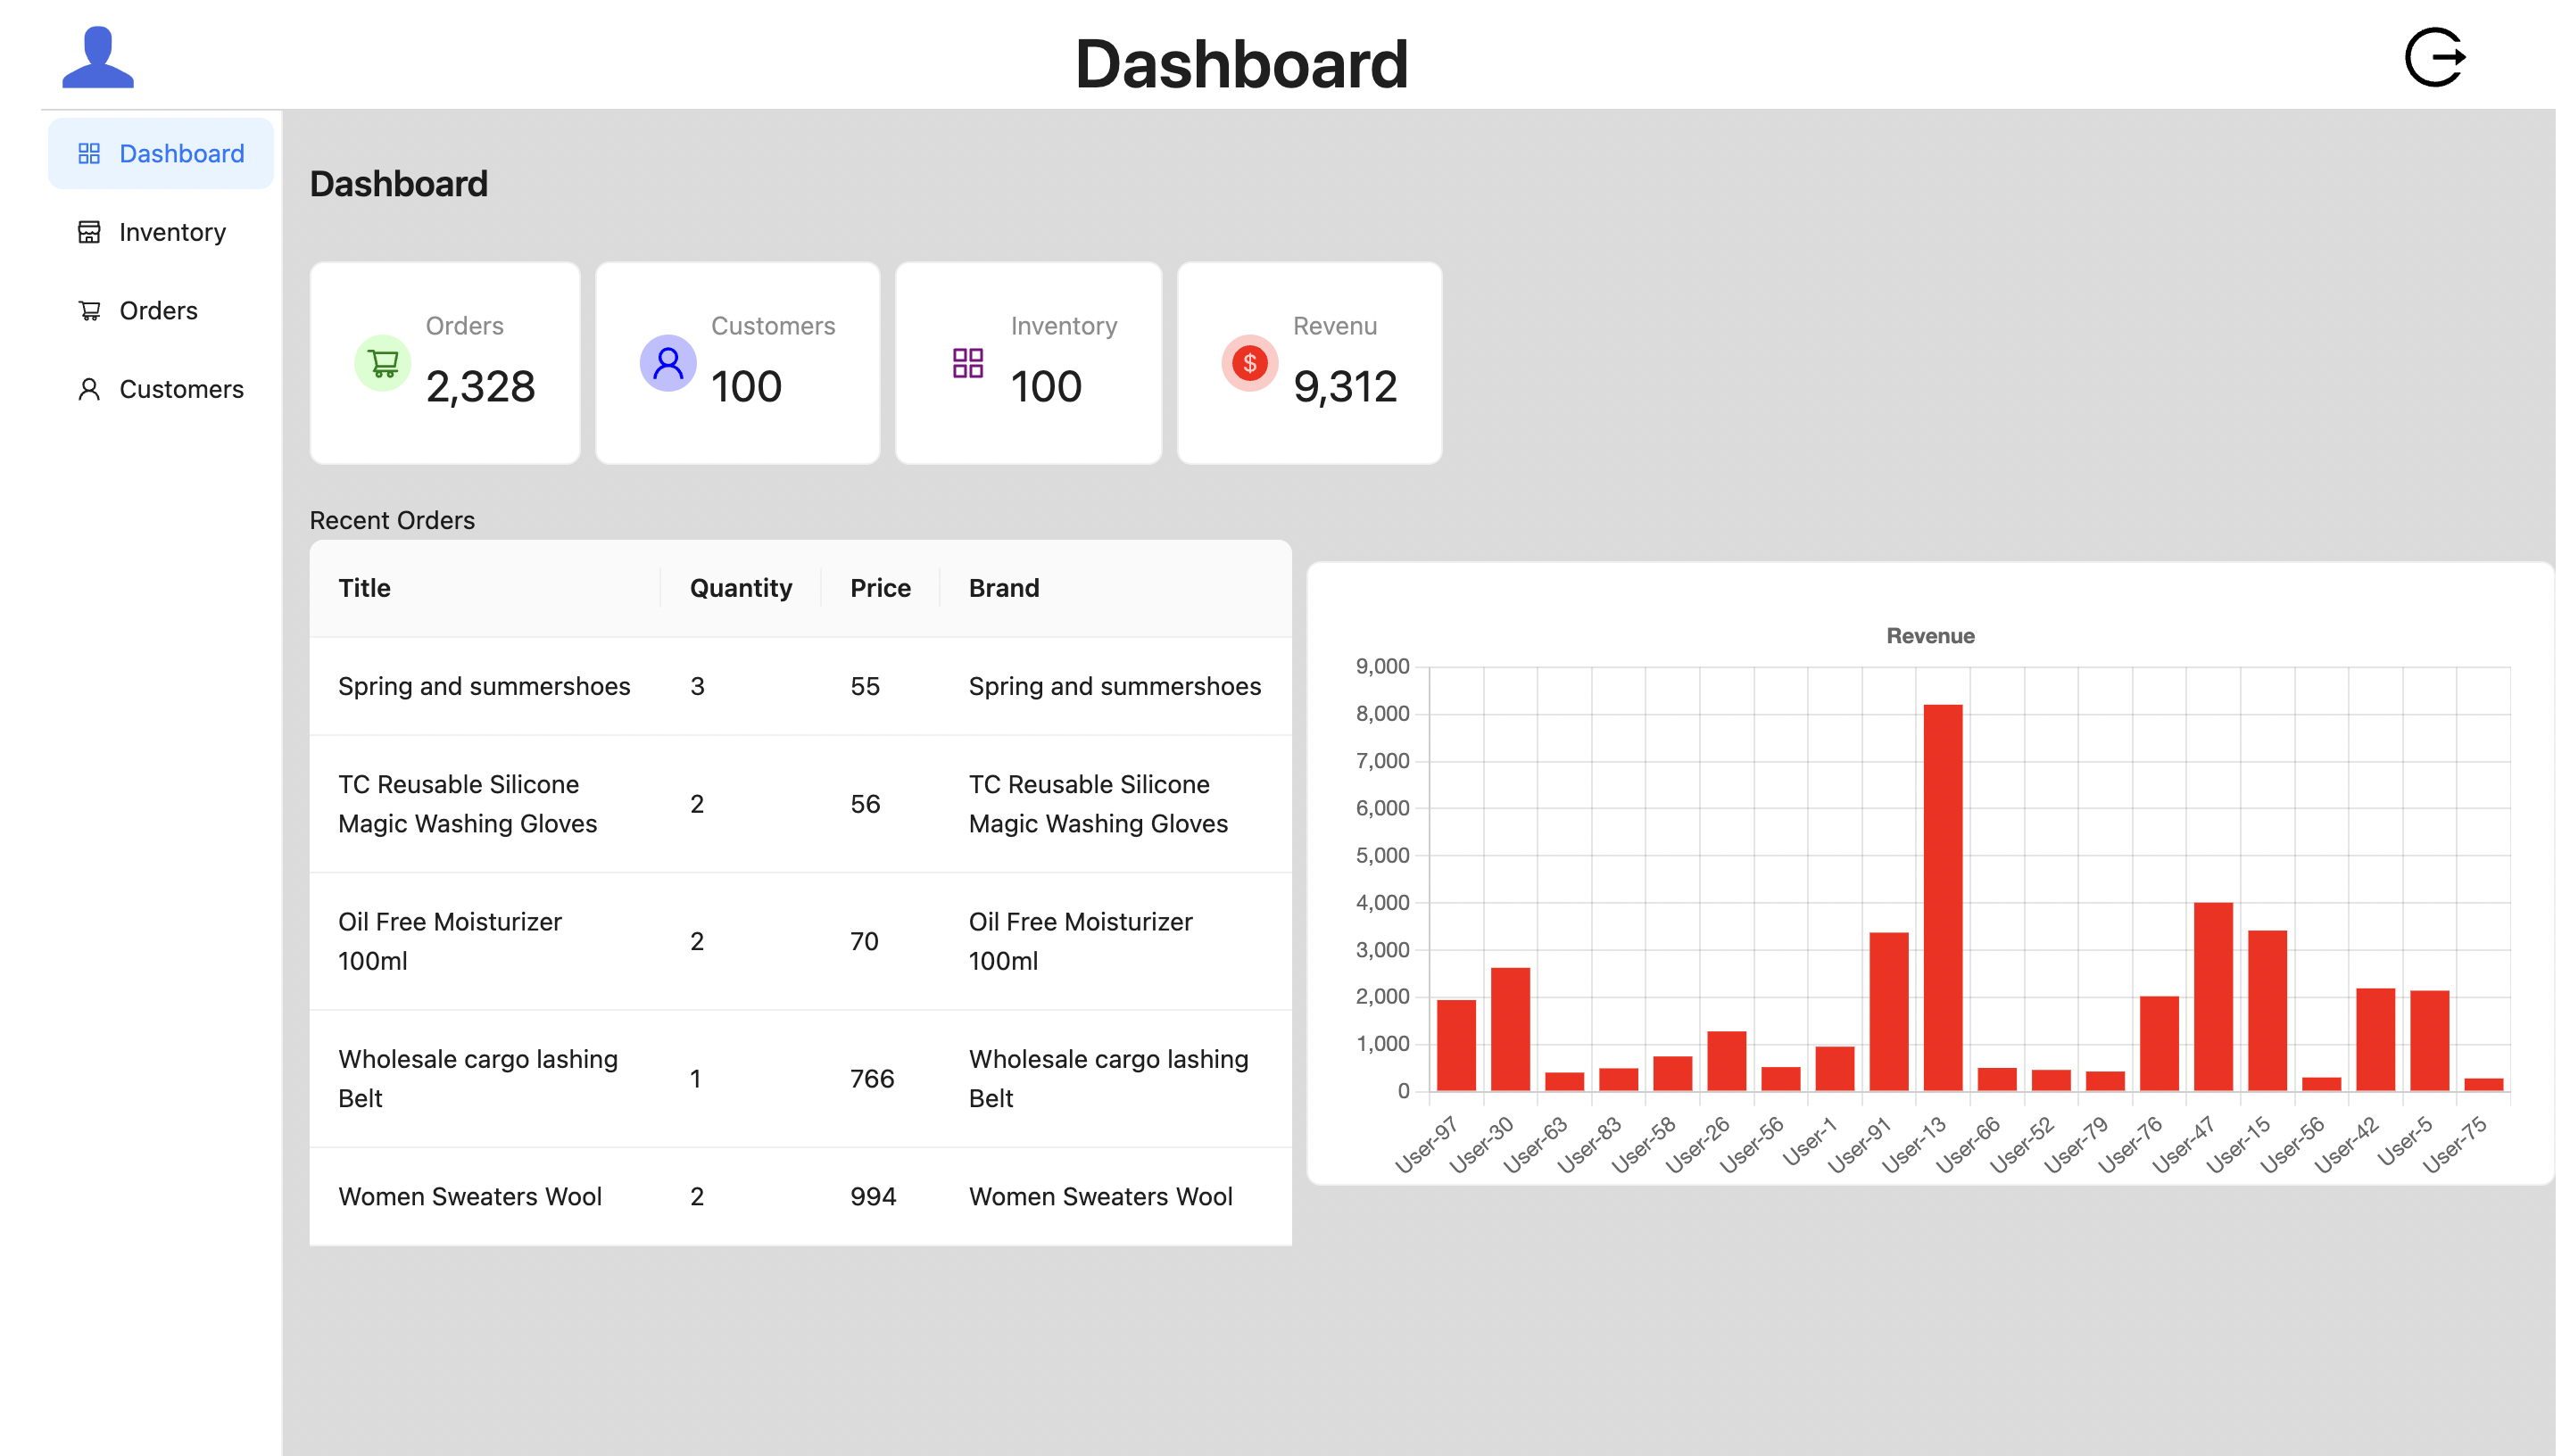 Dashboard
Dashboard
Inventory
Orders
Customers
Dashboard
Orders
2,328
Customers
100
Inventory
100
$
Revenu
9,312
Recent Orders
Title Quantity Price Brand
Spring and summershoes 3 55 Spring and summershoes
TC Reusable Silicone
Magic Washing Gloves
2 56
TC Reusable Silicone
Magic Washing Gloves
Oil Free Moisturizer
100ml
2 70
Oil Free Moisturizer
100ml
Wholesale cargo lashing
Belt
1 766
Wholesale cargo lashing
Belt
Women Sweaters Wool 2 994 Women Sweaters Wool
Revenue
9,000
8,000
7,000
6,000
5,000
4,000
3,000
2,000
1,000
0
User-97 User-30 User-63 User-83 User-58 User-26 User-56 User-1 User-91 User-13 User-66 User-52 User-79 User-76 User-47 User-15 User-56 User-42 User-5 User-75